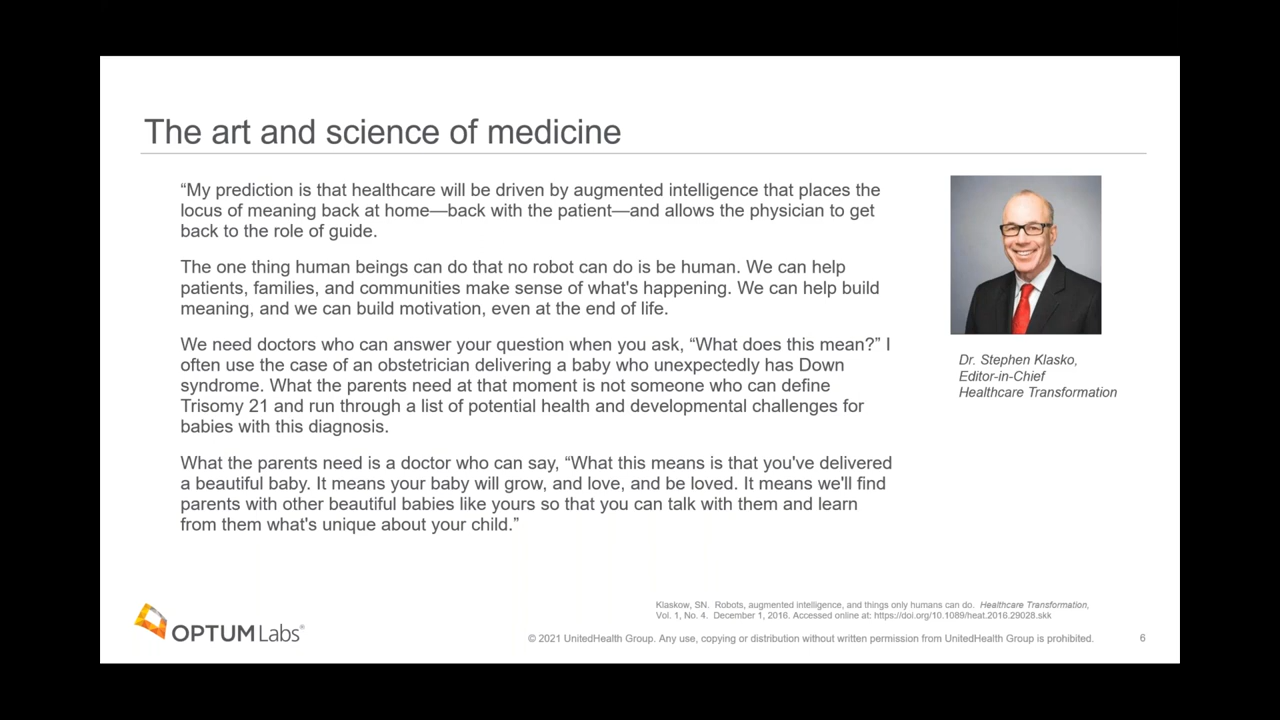 The art and science of medicine
“My prediction is that healthcare will be driven by augmented intelligence that places the
locus of meaning back at home—back with the patient—and allows the physician to get
back to the role of guide.
The one thing human beings can do that no robot can do is be human. We can help
patients, families, and communities make sense of what's happening. We can help build
meaning, and we can build motivation, even at the end of life.
We need doctors who can answer your question when you ask, “What does this mean?” I
often use the case of an obstetrician delivering a baby who unexpectedly has Down
syndrome. What the parents need at that moment is not someone who can define
Trisomy 21 and run through a list of potential health and developmental challenges for
babies with this diagnosis.
What the parents need is a doctor who can say, “What this means is that you've delivered
a beautiful baby. It means your baby will grow, and love, and be loved. It means we'll find
parents with other beautiful babies like yours so that you can talk with them and learn
from them what's unique about your child.”
Dr. Stephen Klasko,
Editor-in-Chief
Healthcare Transformation
Klaskow, SN. Robots, augmented intelligence, and things only humans can do. Healthcare Transformation,
Vol. 1, No. 4. December 1, 2016. Accessed online at: https://doi.org/10.1089/heat.2016.29028.skk
OPTUM Labs®
© 2021 UnitedHealth Group. Any use, copying or distribution without written permission from UnitedHealth Group is prohibited.
6